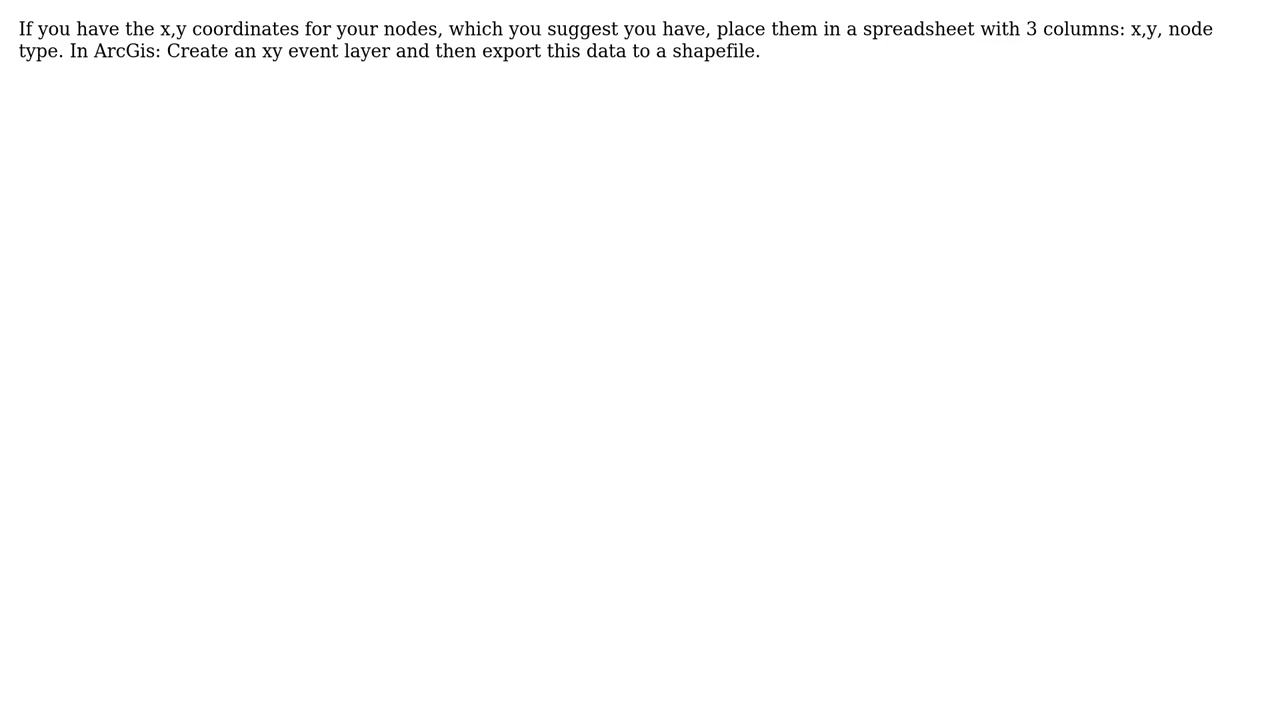 If you have the x,y coordinates for your nodes, which you suggest you have, place them in a spreadsheet with 3 columns: x,y, node
type. In ArcGis: Create an xy event layer and then export this data to a shapefile.